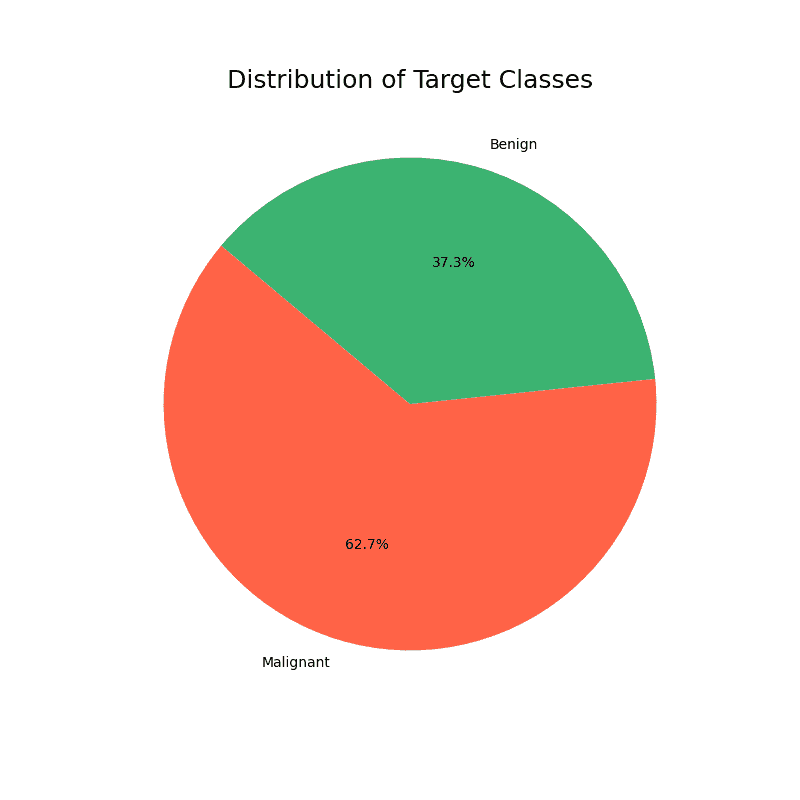 Distribution of Target Classes
Benign
37.3%
62.7%
Malignant